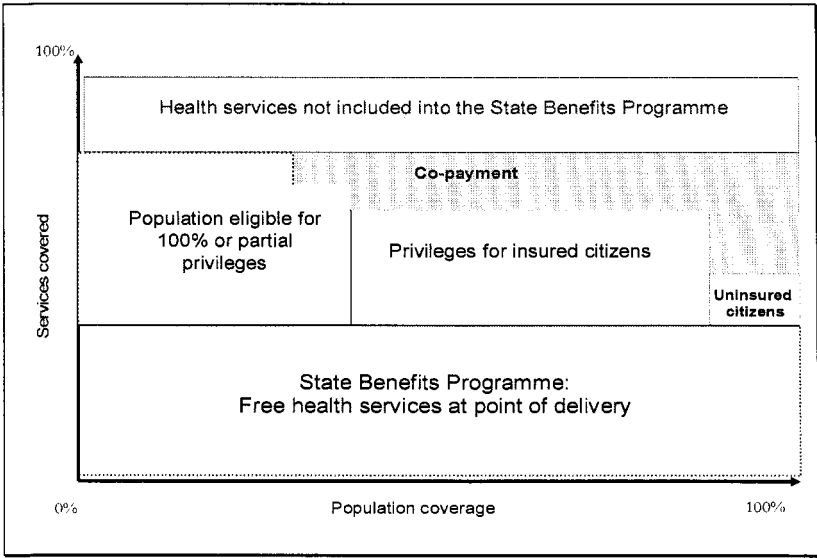 100%
Health services not included into the State Benefits Programme
Co-payment
Population eligible for
100% or partial
privileges
Privileges for insured citizens
Uninsured
citizens
Services covered
State Benefits Programme:
Free health services at point of delivery
0%
Population coverage
100%